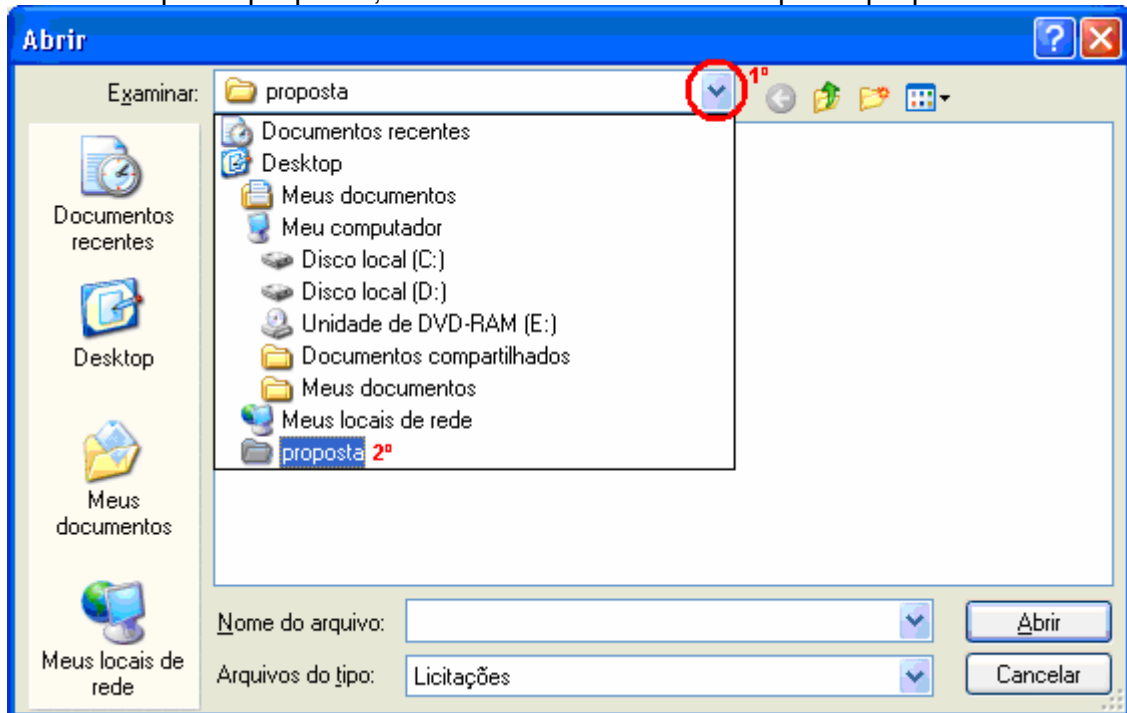 Abrir
Examinar: proposta 1º
Documentos recentes
Desktop
Meus documentos
Meu computador
Disco local (C:)
Disco local (D:)
Unidade de DVD-RAM (E:)
Documentos compartilhados
Meus documentos
Meus locais de rede
proposta 2º
Documentos
recentes
Desktop
Meus
documentos
Meus locais de
rede
Nome do arquivo:
Abrir
Arquivos do tipo: Licitações
Cancelar